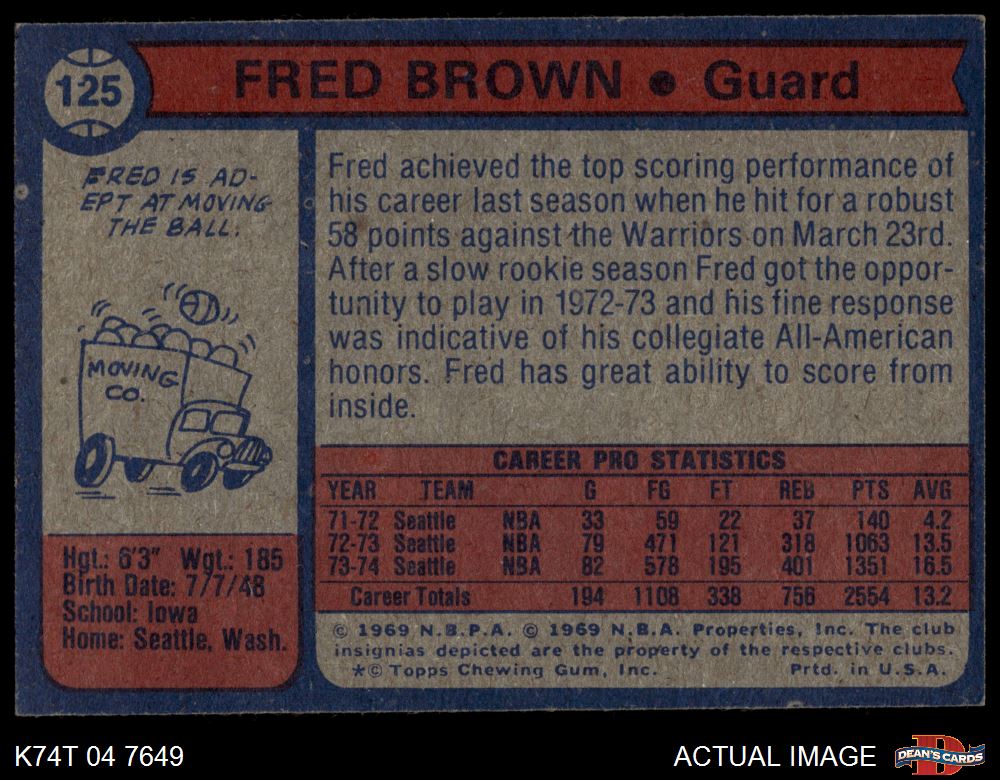 125
FRED BROWN • Guard
FRED IS AD-
EPT AT MOVING
THE BALL.
MOVING
CO.
Hgt.: 6'3" Wgt.: 185
Birth Date: 7/7/48
School: Iowa
Home: Seattle, Wash.
Fred achieved the top scoring performance of
his career last season when he hit for a robust
58 points against the Warriors on March 23rd.
After a slow rookie season Fred got the oppor-
tunity to play in 1972-73 and his fine response
was indicative of his collegiate All-American
honors. Fred has great ability to score from
inside.
CAREER PRO STATISTICS
YEAR TEAM G FG FT REB PTS AVG
71-72 Seattle NBA 33 59 22 37 140 4.2
72-73 Seattle NBA 79 471 121 318 1063 13.5
73-74 Seattle NBA 82 578 195 401 1351 16.5
Career Totals 194 1108 338 756 2554 13.2
© 1969 N.B.P.A. © 1969 N.B.A. Properties, Inc. The club
insignias depicted are the property of the respective clubs.
*© Topps Chewing Gum, Inc. Prtd. in U.S.A.
K74T 04 7649
ACTUAL IMAGE
DEAN'S CARDS